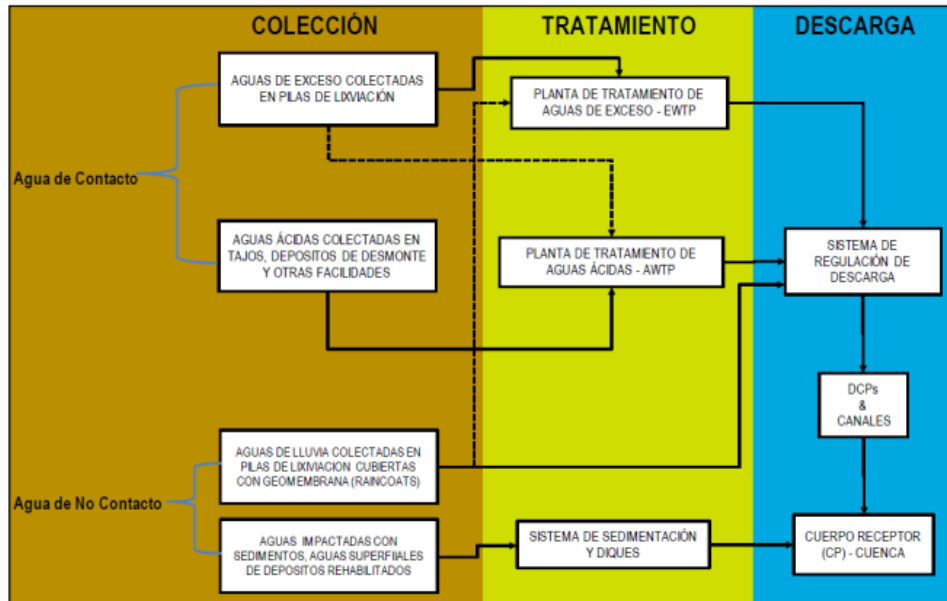 COLECCIÓN
TRATAMIENTO
DESCARGA
AGUAS DE EXCESO COLECTADAS
EN PILAS DE LIXVIACIÓN
PLANTA DE TRATAMIENTO DE
AGUAS DE EXCESO - EWTP
Agua de Contacto
AGUAS ÁCIDAS COLECTADAS EN
TAJOS, DEPOSITOS DE DESMONTE
Y OTRAS FACILIDADES
PLANTA DE TRATAMIENTO DE
AGUAS ÁCIDAS - AWTP
SISTEMA DE
REGULACIÓN DE
DESCARGA
DCPs
&
CANALES
AGUAS DE LLUVIA COLECTADAS EN
PILAS DE LIXIVIACION CUBIERTAS
CON GEOMEMBRANA (RAINCOATS)
Agua de No Contacto
AGUAS IMPACTADAS CON
SEDIMENTOS, AGUAS SUPERFIIALES
DE DEPOSITOS REHABILITADOS
SISTEMA DE SEDIMENTACIÓN
Y DIQUES
CUERPO RECEPTOR
(CP) - CUENCA